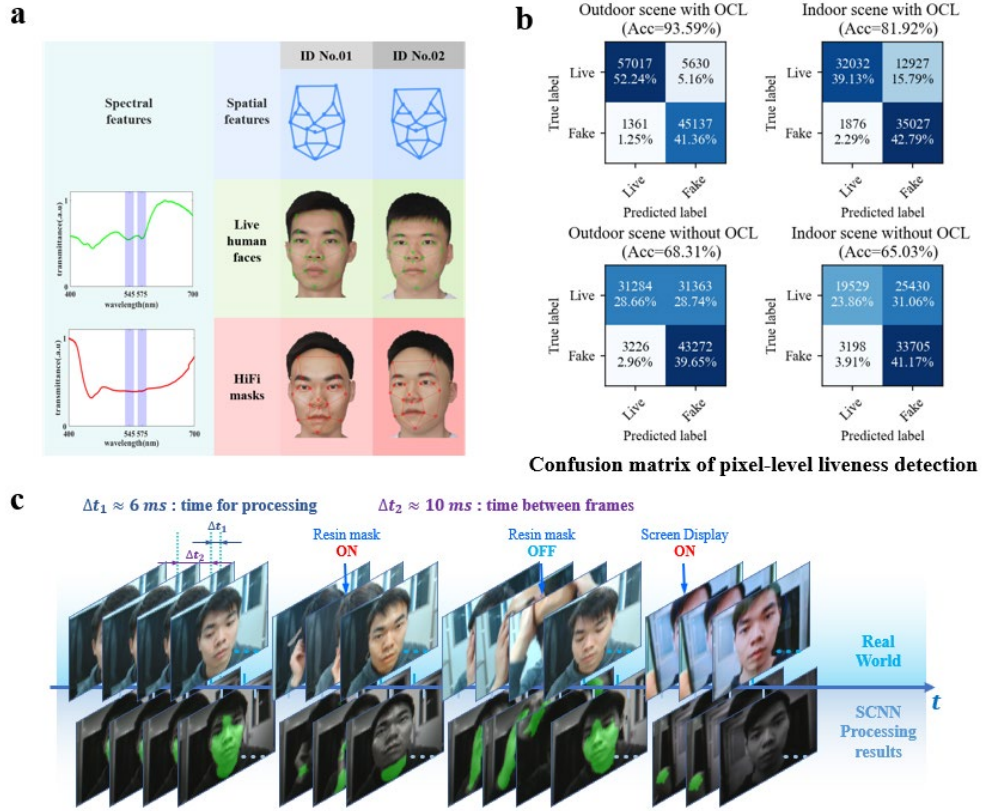 a
ID No.01
ID No.02
Spectral
features
Spatial
features
Live
human
faces
HiFi
masks
transmittance(.a.u)
1
0
400
545 575
700
wavelength(nm)
transmittance(.a.u)
1
0
400
545 575
700
wavelength(nm)
b
Outdoor scene with OCL
(Acc=93.59%)
True label
Live
Fake
57017
52.24%
5630
5.16%
1361
1.25%
45137
41.36%
Live
Fake
Predicted label
Indoor scene with OCL
(Acc=81.92%)
True label
Live
Fake
32032
39.13%
12927
15.79%
1876
2.29%
35027
42.79%
Live
Fake
Predicted label
Outdoor scene without OCL
(Acc=68.31%)
True label
Live
Fake
31284
28.66%
31363
28.74%
3226
2.96%
43272
39.65%
Live
Fake
Predicted label
Indoor scene without OCL
(Acc=65.03%)
True label
Live
Fake
19529
23.86%
25430
31.06%
3198
3.91%
33705
41.17%
Live
Fake
Predicted label
Confusion matrix of pixel-level liveness detection
c
Δt₁ ≈ 6 ms : time for processing
Δt₂ ≈ 10 ms : time between frames
Δt₁
Δt₂
Resin mask
ON
Resin mask
OFF
Screen Display
ON
Real
World
t
SCNN
Processing
results